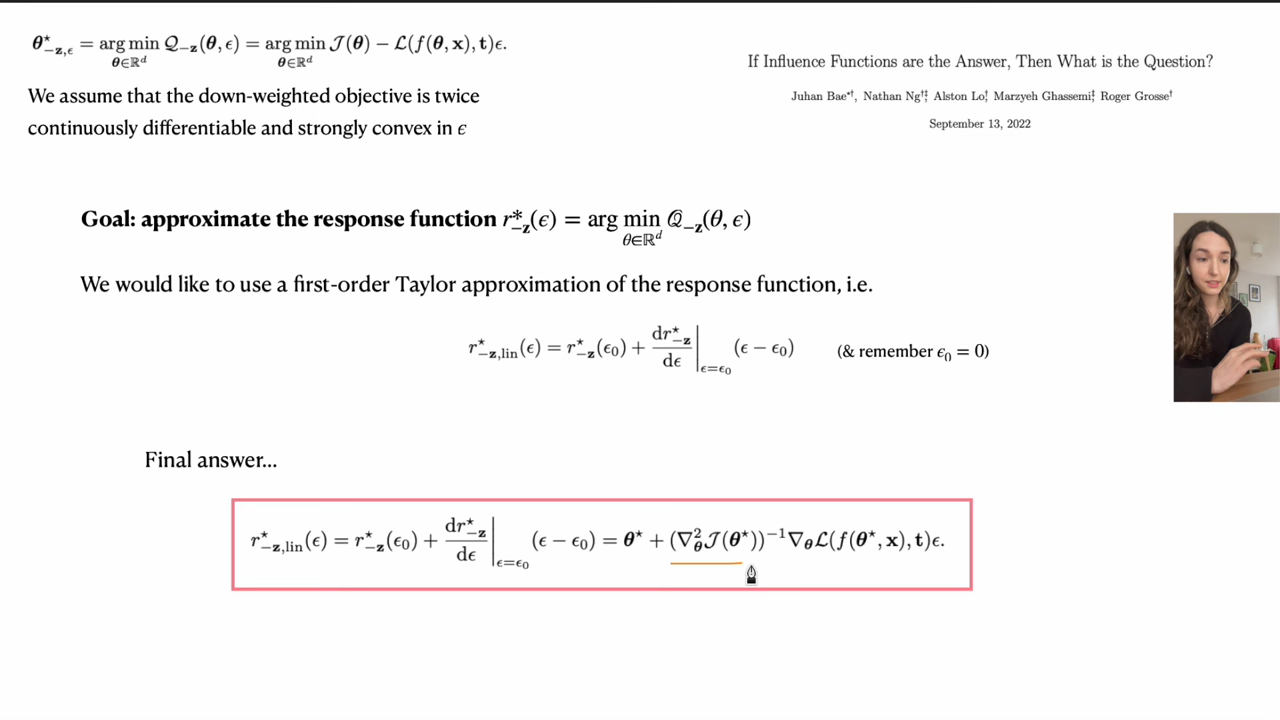 θ⋆−z,ϵ = arg min θ∈ℝᵈ 𝒬−z(θ, ϵ) = arg min θ∈ℝᵈ 𝒥(θ) − ℒ(f(θ, x), t)ϵ.
We assume that the down-weighted objective is twice
continuously differentiable and strongly convex in ϵ
If Influence Functions are the Answer, Then What is the Question?
Juhan Bae*†, Nathan Ng†‡, Alston Lo†, Marzyeh Ghassemi‡, Roger Grosse†
September 13, 2022
Goal: approximate the response function r*−z(ϵ) = arg min θ∈ℝᵈ 𝒬−z(θ, ϵ)
We would like to use a first-order Taylor approximation of the response function, i.e.
r⋆−z,lin(ϵ) = r⋆−z(ϵ₀) + dr⋆−z/dϵ |ϵ=ϵ₀ (ϵ − ϵ₀) (& remember ϵ₀ = 0)
Final answer...
r⋆−z,lin(ϵ) = r⋆−z(ϵ₀) + dr⋆−z/dϵ |ϵ=ϵ₀ (ϵ − ϵ₀) = θ⋆ + (∇²θ𝒥(θ⋆))⁻¹∇θℒ(f(θ⋆, x), t)ϵ.